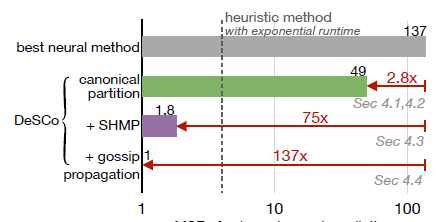 heuristic method
with exponential runtime
best neural method
137
canonical
partition
49
2.8x
Sec 4.1,4.2
DeSCo
+ SHMP
1.8
75x
Sec 4.3
+ gossip
propagation
1
137x
Sec 4.4
1
10
100